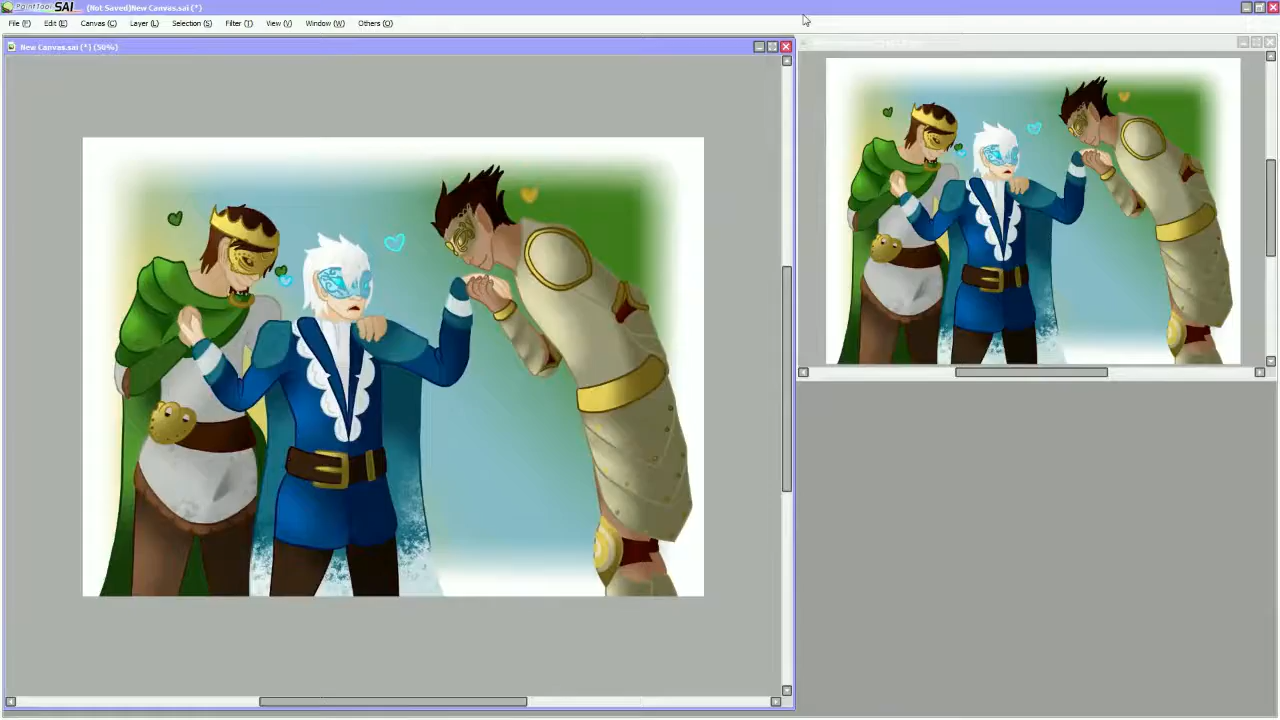 PaintTool SAI (Not Saved)New Canvas.sai (*)
File (F) Edit (E) Canvas (C) Layer (L) Selection (S) Filter (T) View (V) Window (W) Others (O)
New Canvas.sai (*) (50%)